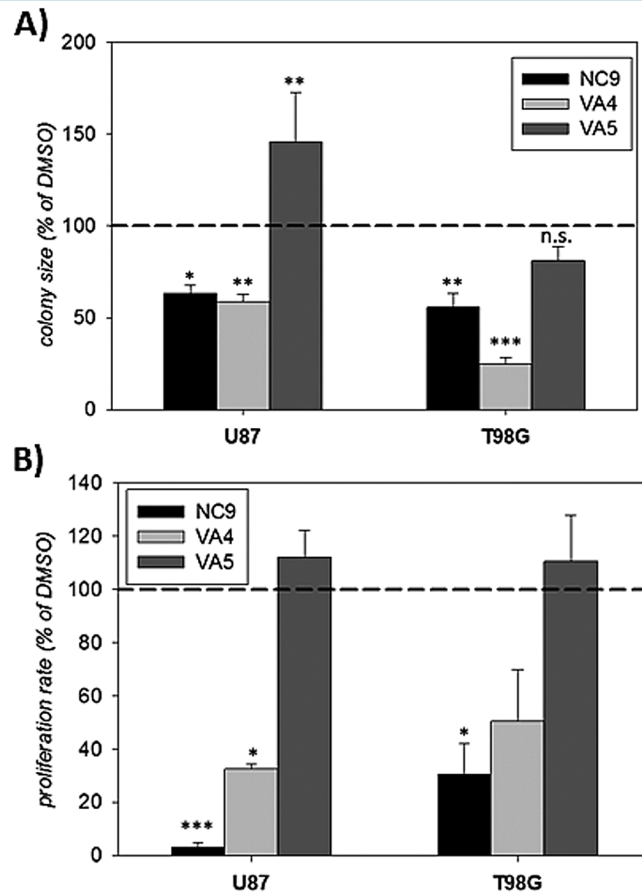 A)
200
150
100
50
0
colony size (% of DMSO)
NC9
VA4
VA5
*
**
**
**
***
n.s.
U87
T98G
B)
140
120
100
80
60
40
20
0
proliferation rate (% of DMSO)
NC9
VA4
VA5
***
*
*
U87
T98G